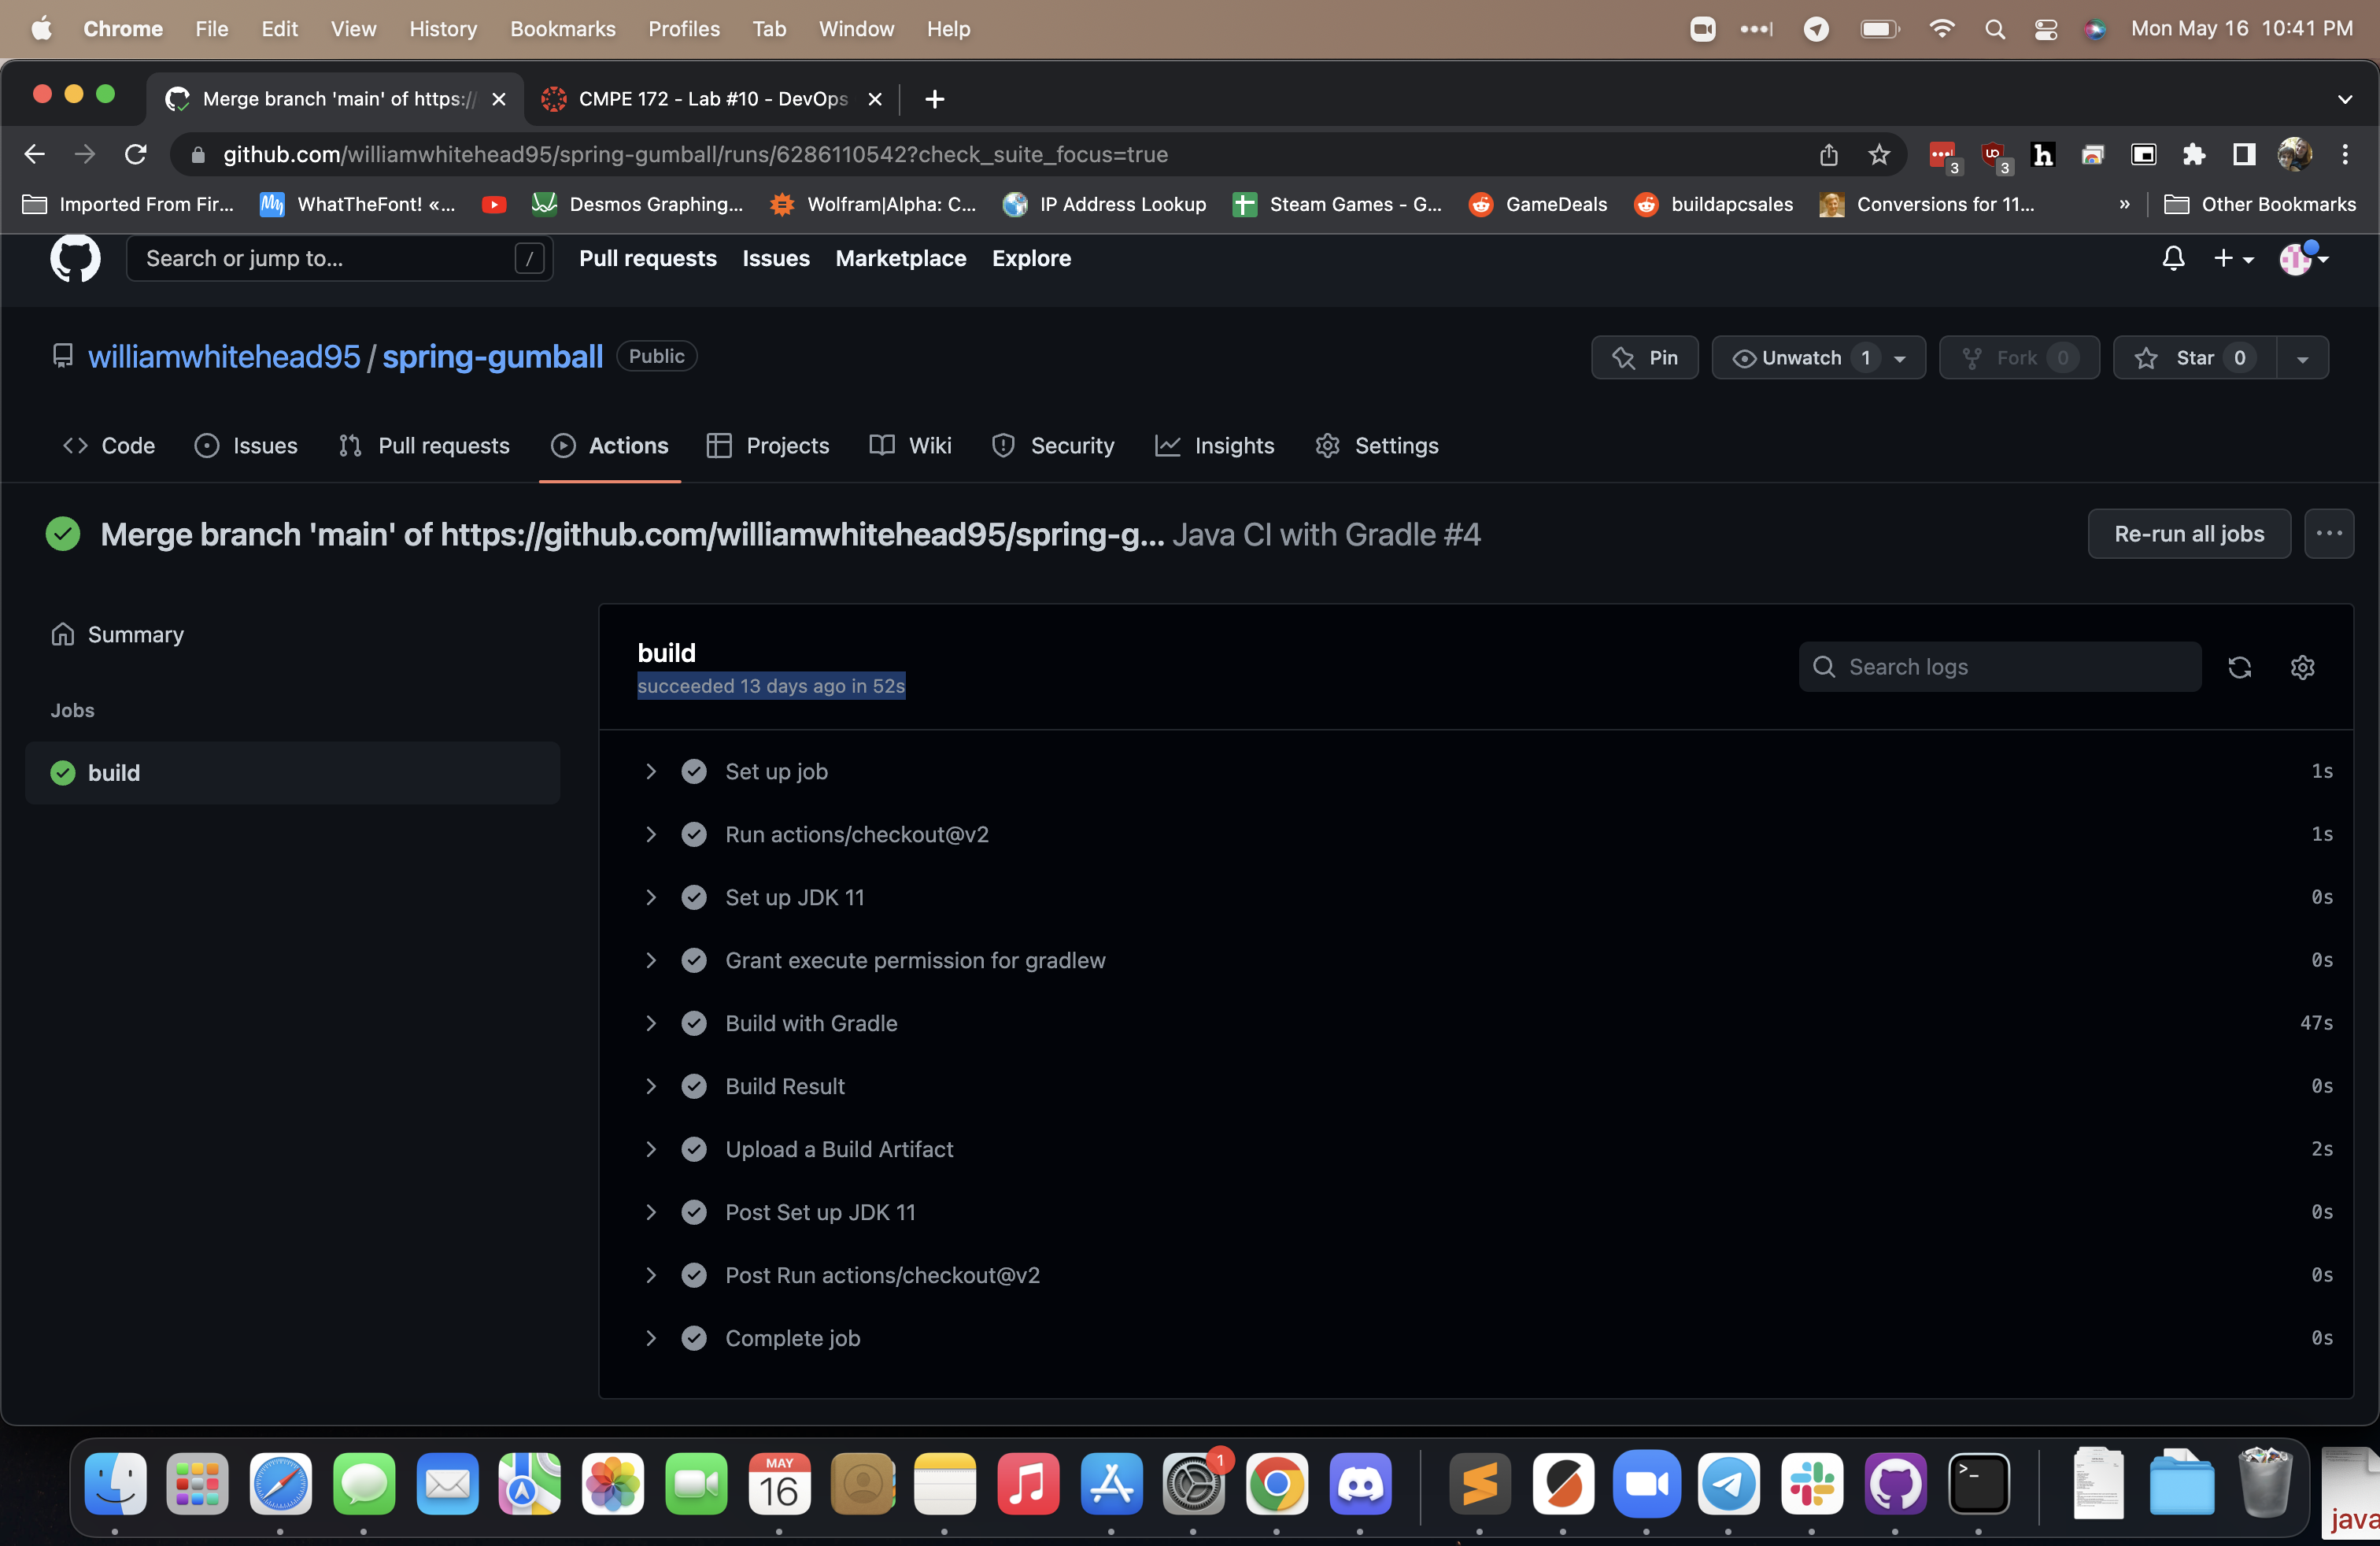 Chrome File Edit View History Bookmarks Profiles Tab Window Help Mon May 16 10:41 PM
Merge branch 'main' of https:// CMPE 172 - Lab #10 - DevOps
github.com/williamwhitehead95/spring-gumball/runs/6286110542?check_suite_focus=true 3 3
Imported From Fir... WhatTheFont! «... Desmos Graphing... Wolfram|Alpha: C... IP Address Lookup Steam Games - G... GameDeals buildapcsales Conversions for 11... » Other Bookmarks
Search or jump to... / Pull requests Issues Marketplace Explore
williamwhitehead95 / spring-gumball Public Pin Unwatch 1 Fork 0 Star 0
Code Issues Pull requests Actions Projects Wiki Security Insights Settings
Merge branch 'main' of https://github.com/williamwhitehead95/spring-g... Java CI with Gradle #4 Re-run all jobs
Summary
Jobs
build
build
succeeded 13 days ago in 52s
Search logs
Set up job 1s
Run actions/checkout@v2 1s
Set up JDK 11 0s
Grant execute permission for gradlew 0s
Build with Gradle 47s
Build Result 0s
Upload a Build Artifact 2s
Post Set up JDK 11 0s
Post Run actions/checkout@v2 0s
Complete job 0s
MAY
16
1
java